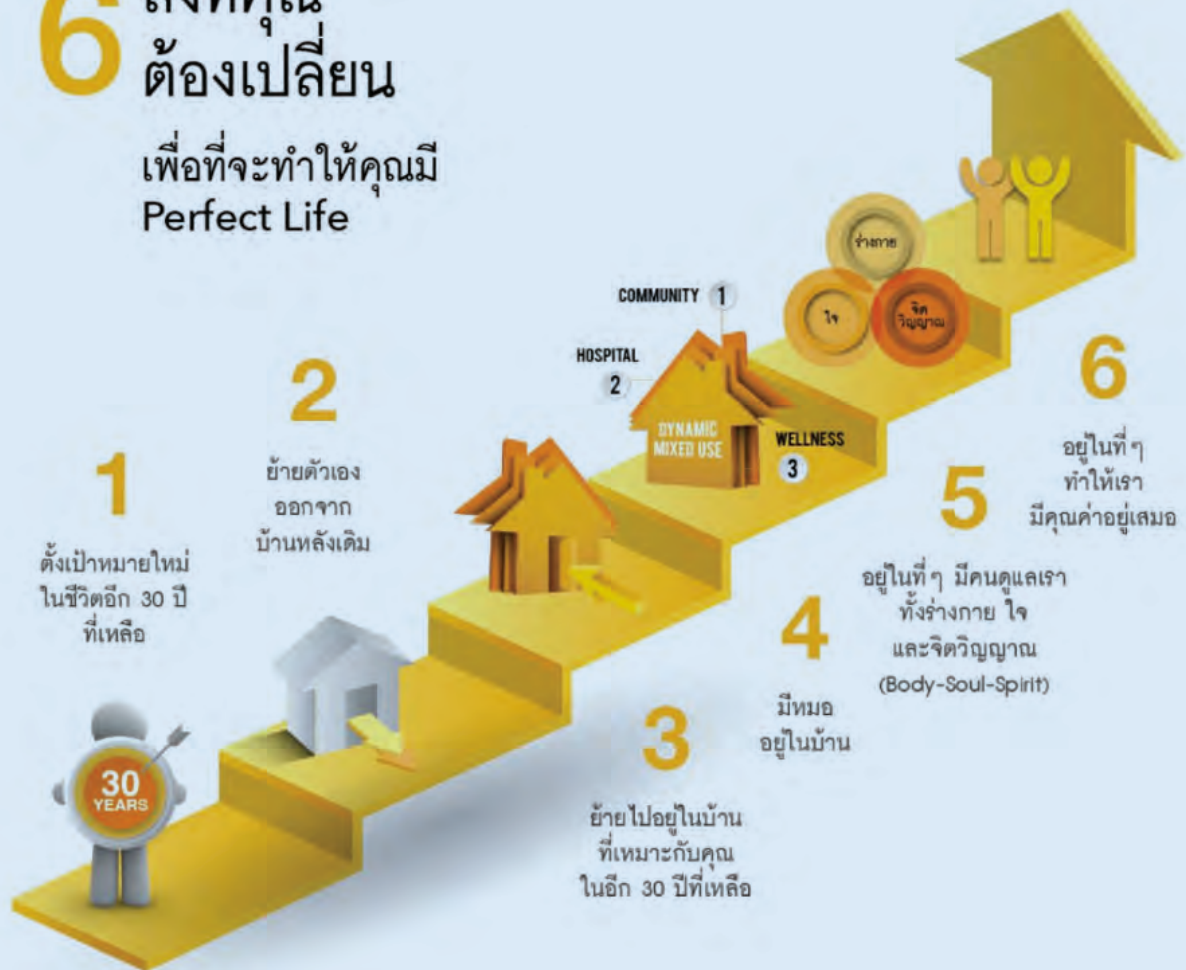 6
สิ่งที่คุณ
ต้องเปลี่ยน
เพื่อที่จะทำให้คุณมี
Perfect Life
1
ตั้งเป้าหมายใหม่
ในชีวิตอีก 30 ปี
ที่เหลือ
30
YEARS
2
ย้ายตัวเอง
ออกจาก
บ้านหลังเดิม
3
ย้ายไปอยู่ในบ้าน
ที่เหมาะกับคุณ
ในอีก 30 ปีที่เหลือ
COMMUNITY 1
HOSPITAL
2
DYNAMIC
MIXED USE
WELLNESS
3
4
มีหมอ
อยู่ในบ้าน
ร่างกาย
ใจ
จิต
วิญญาณ
5
อยู่ในที่ๆ มีคนดูแลเรา
ทั้งร่างกาย ใจ
และจิตวิญญาณ
(Body-Soul-Spirit)
6
อยู่ในที่ๆ
ทำให้เรา
มีคุณค่าอยู่เสมอ